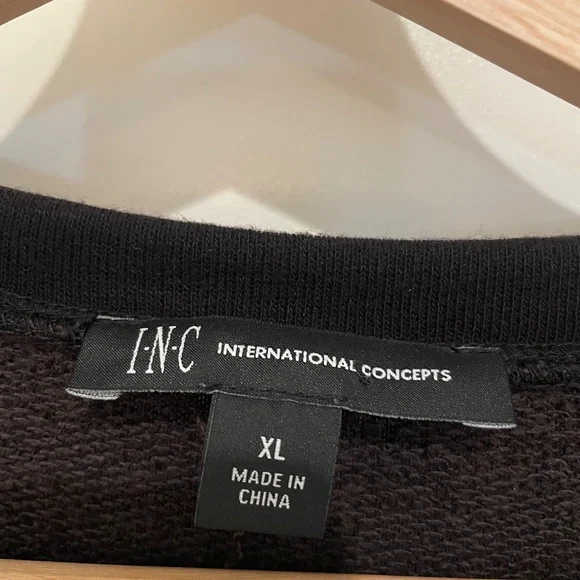 I·N·C INTERNATIONAL CONCEPTS
XL
MADE IN
CHINA